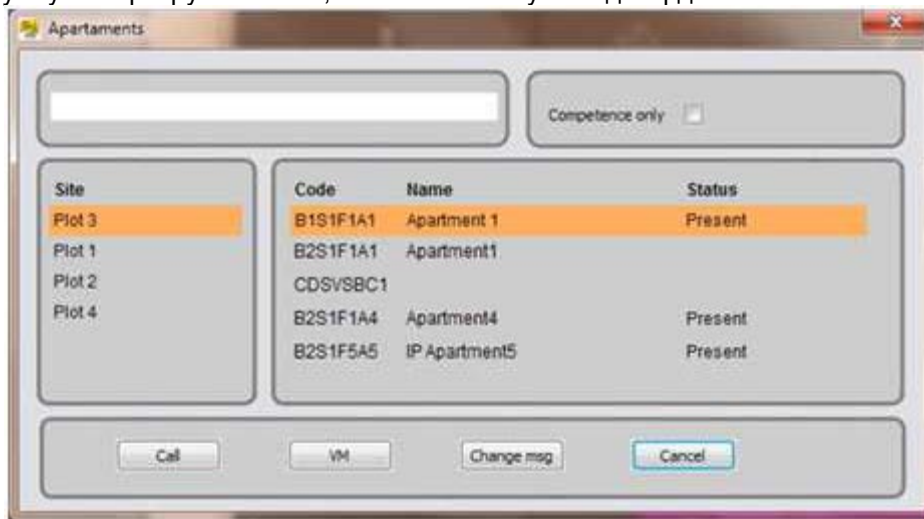 Apartaments
Competence only
Site
Plot 3
Plot 1
Plot 2
Plot 4
Code Name Status
B1S1F1A1 Apartment 1 Present
B2S1F1A1 Apartment1
CDSVSBC1
B2S1F1A4 Apartment4 Present
B2S1F5A5 IP Apartment5 Present
Call VM Change msg Cancel